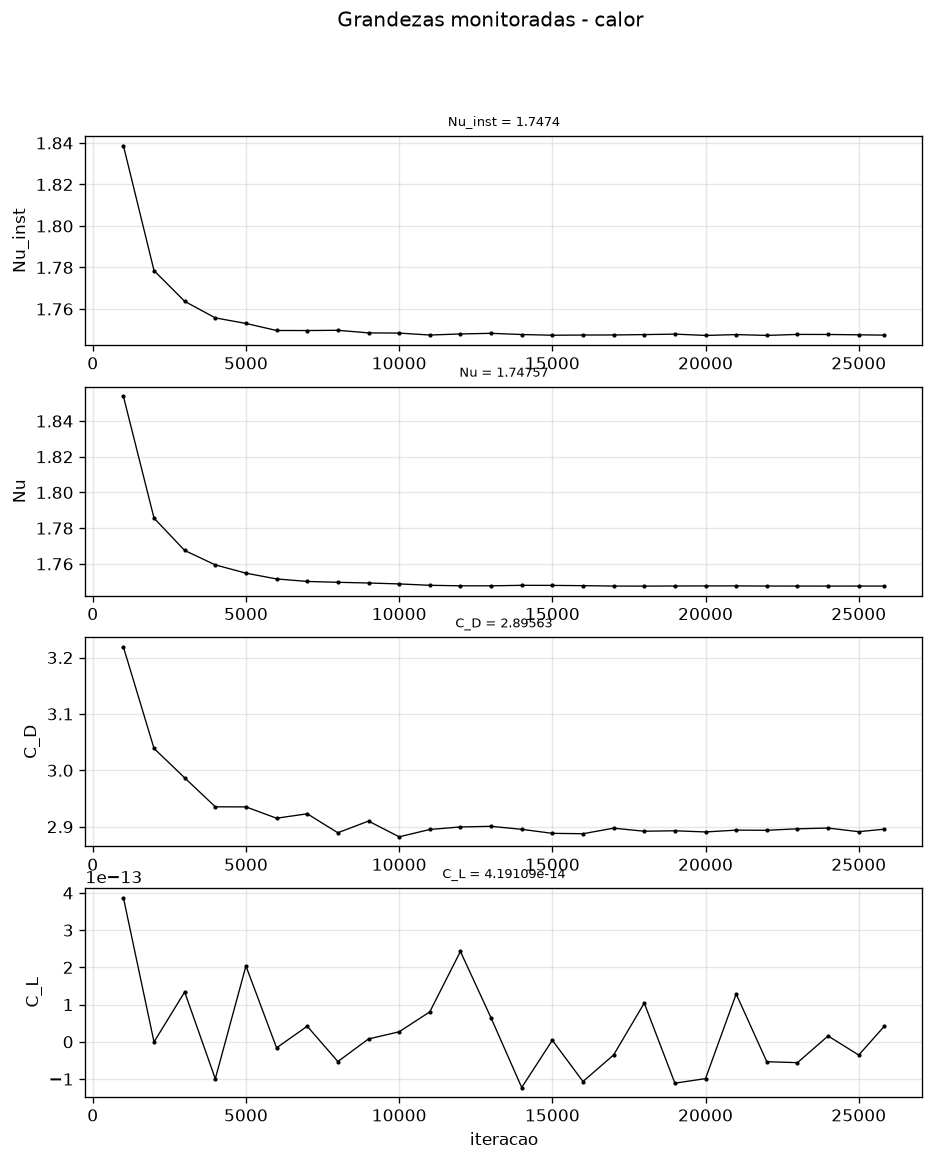 Grandezas monitoradas - calor
Nu_inst = 1.7474
1.84
1.82
1.80
1.78
1.76
Nu_inst
0 5000 10000 15000 20000 25000
Nu = 1.74757
1.84
1.82
1.80
1.78
1.76
Nu
0 5000 10000 15000 20000 25000
C_D = 2.89563
3.2
3.1
3.0
2.9
C_D
0 5000 10000 15000 20000 25000
1e−13
C_L = 4.19109e-14
4
3
2
1
0
−1
C_L
0 5000 10000 15000 20000 25000
iteracao